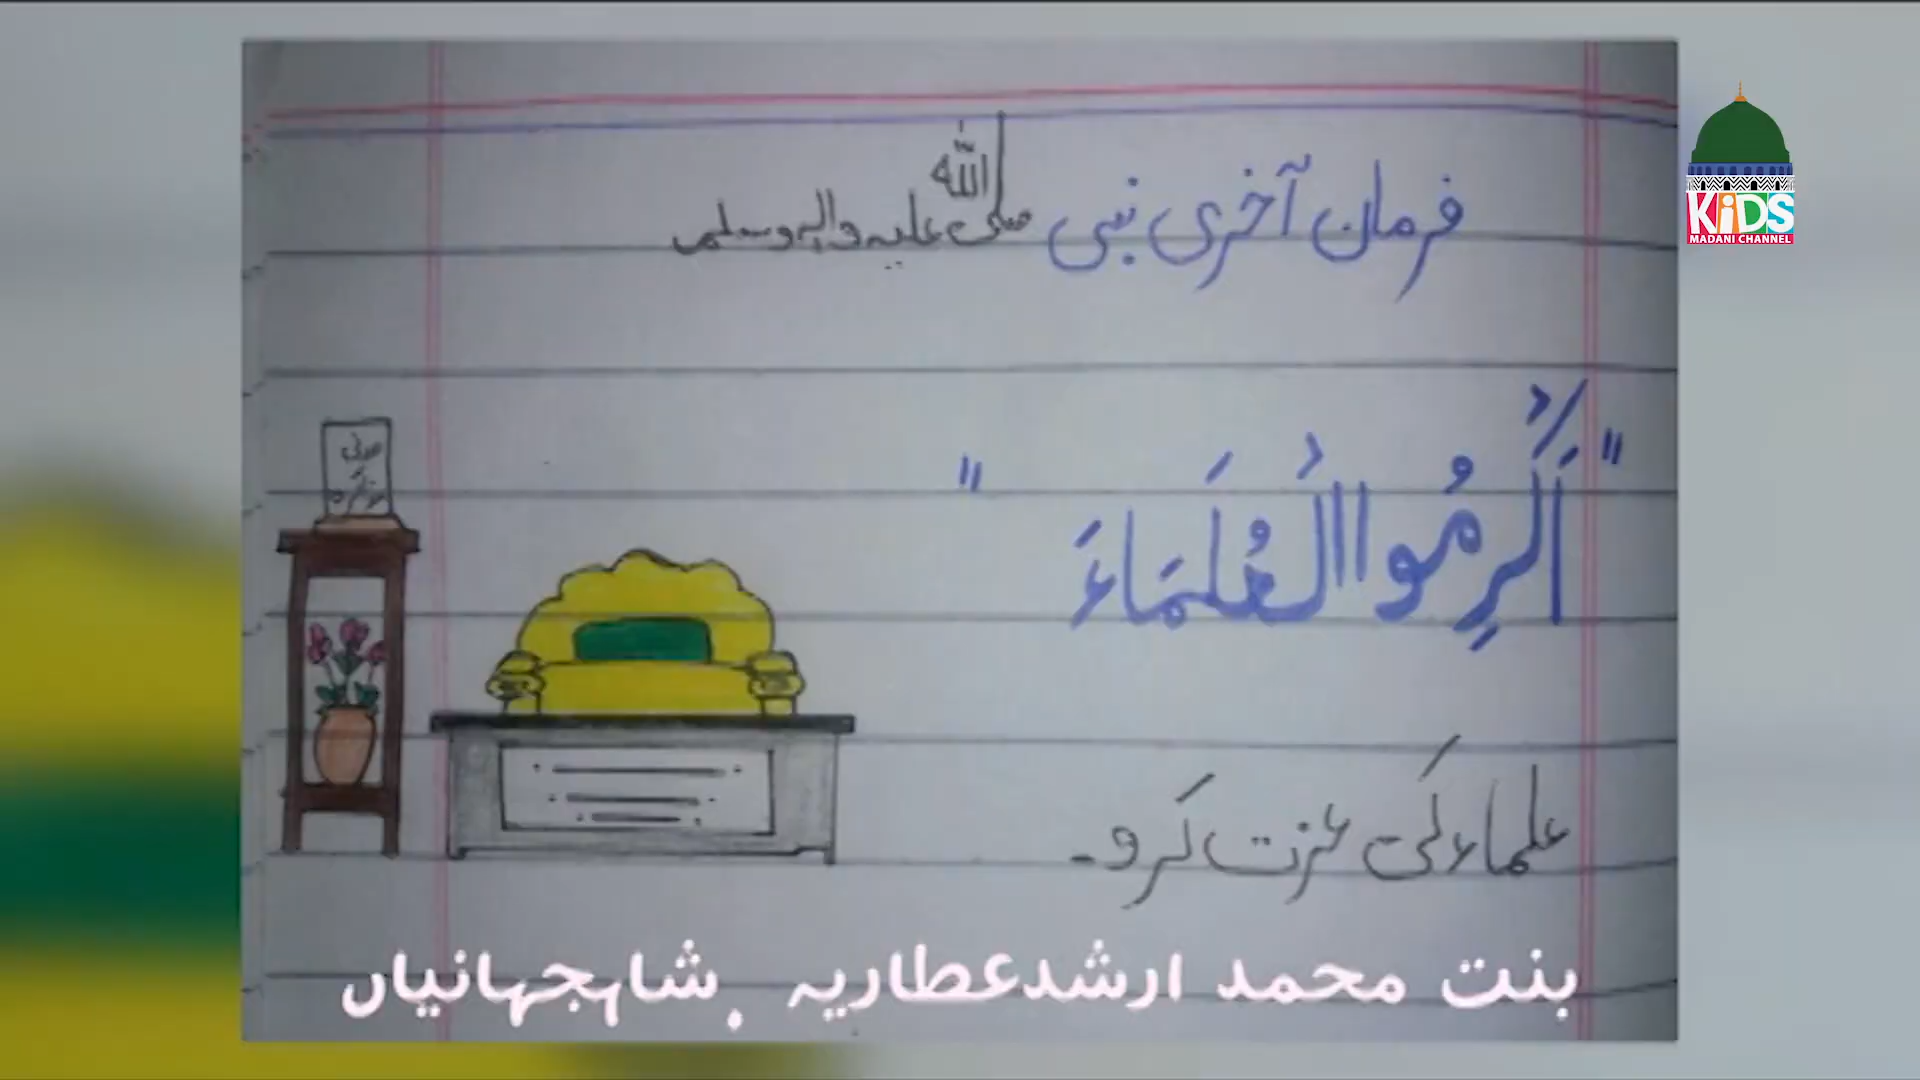 فرمان آخری نبی صلی اللہ علیہ والہ وسلم
"اَکْرِمُوا الْعُلَمَاءَ"
علماء کی عزت کرو۔
بنت محمد ارشد عطاریہ ، شاہجہانیاں
KiDS
MADANI CHANNEL